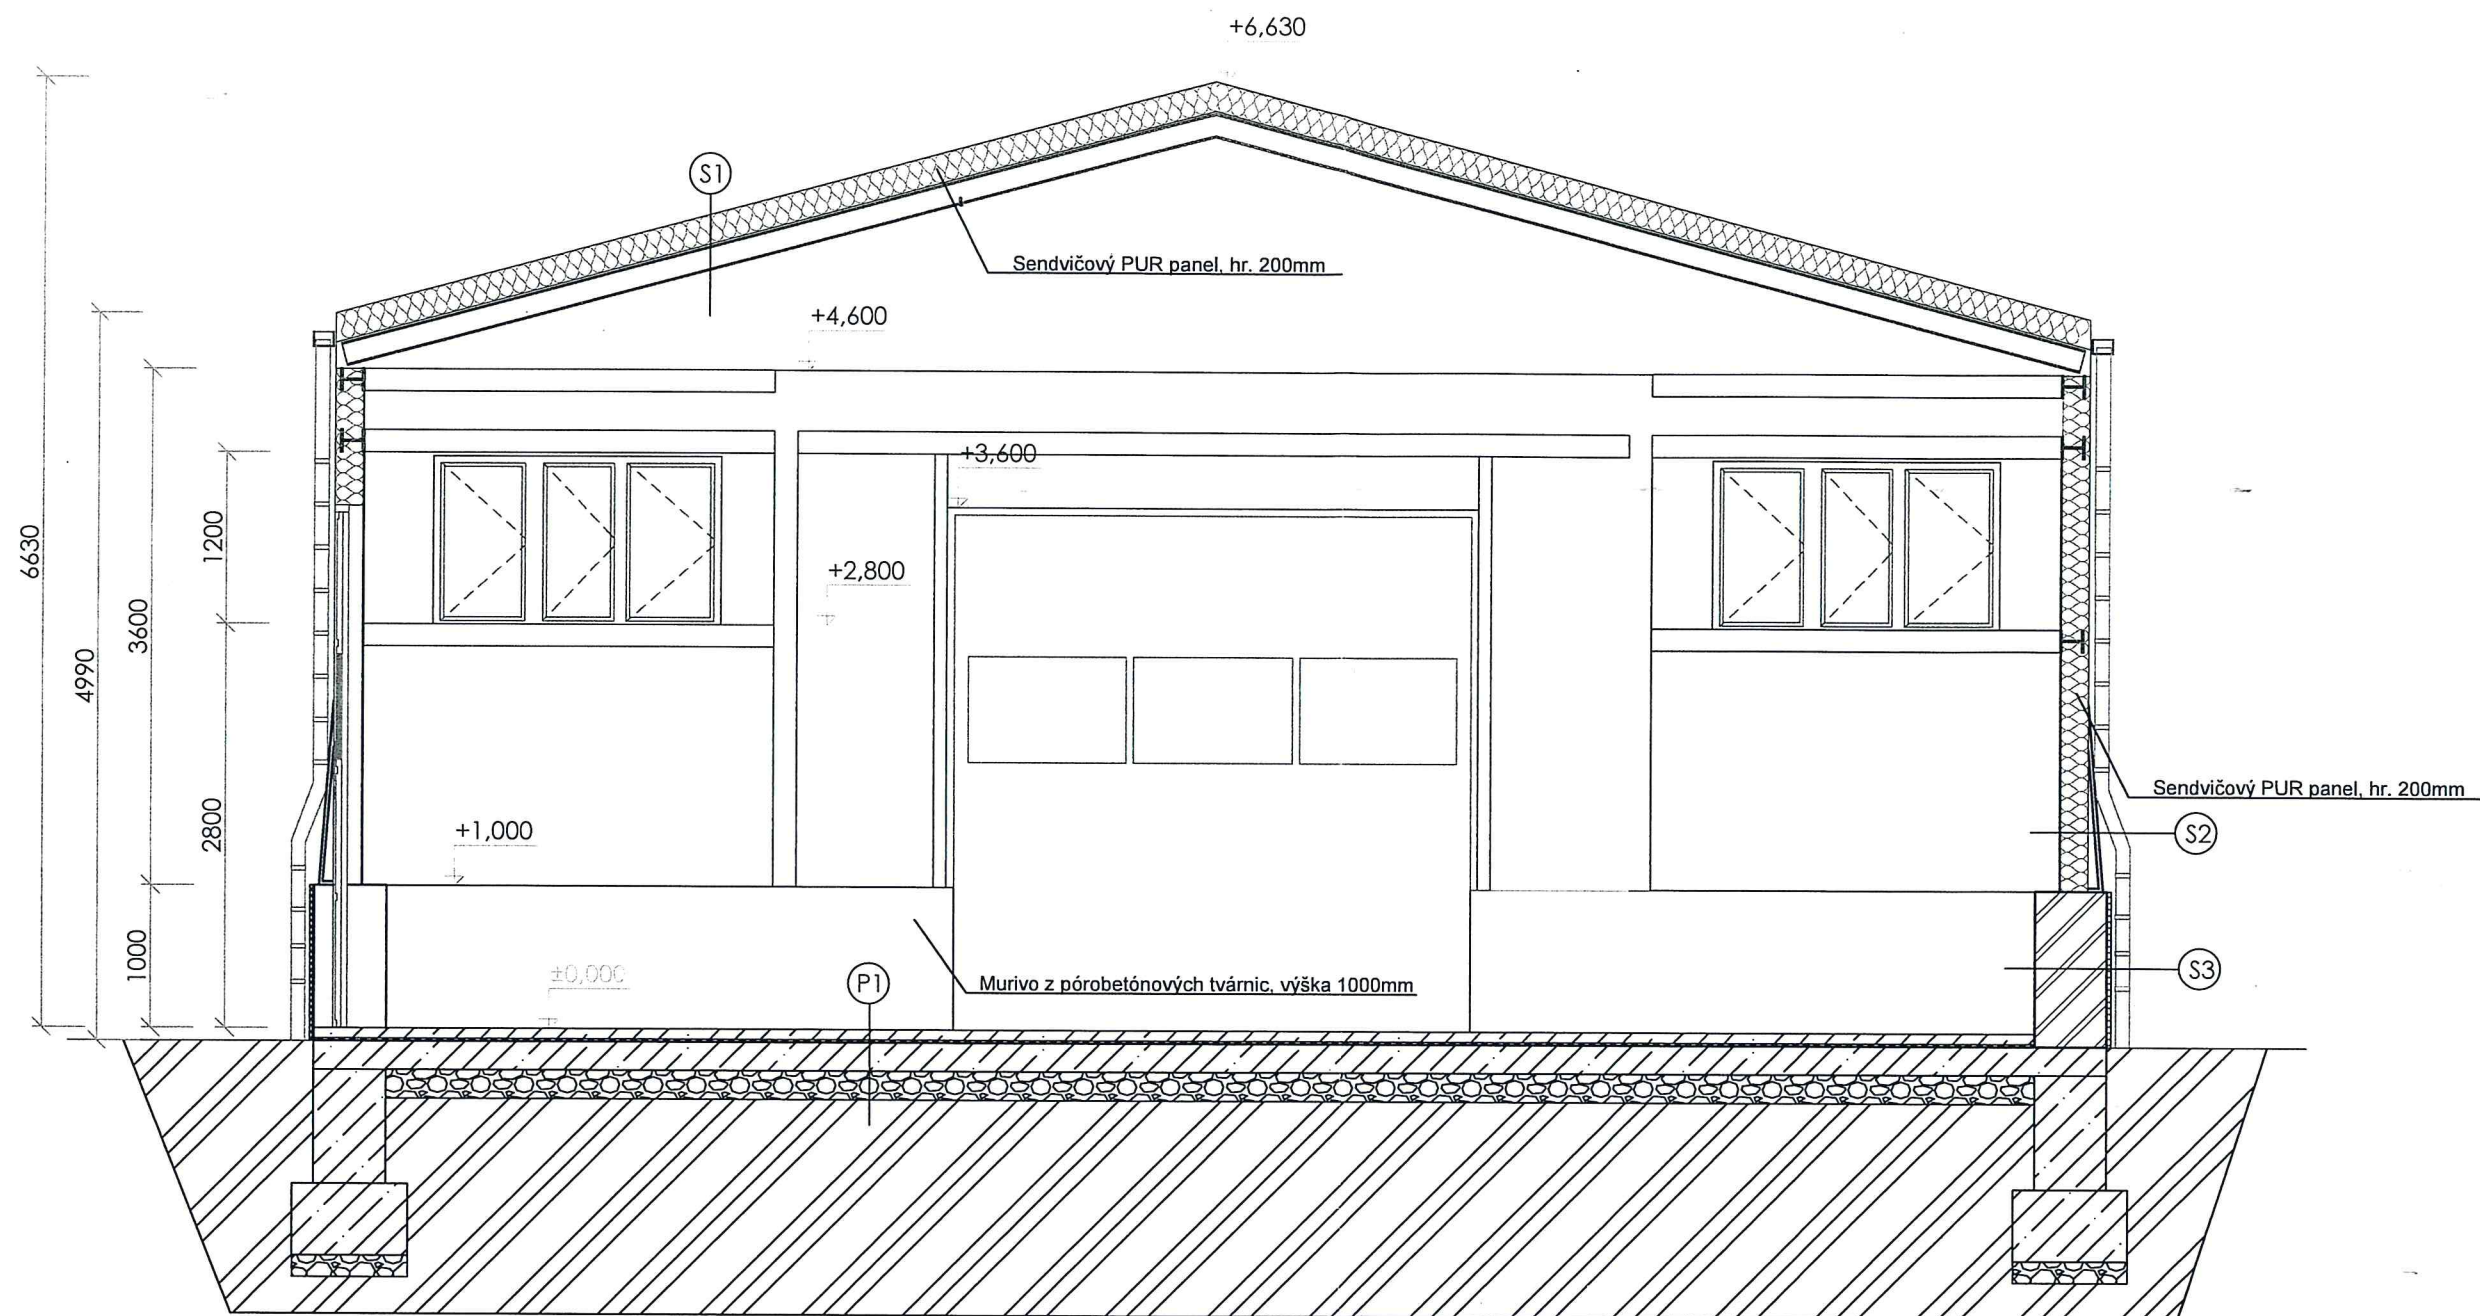 +6,630
S1
Sendvičový PUR panel, hr. 200mm
+4,600
+3,600
+2,800
6630
4990
3600
1200
2800
1000
+1,000
±0,000
P1
Murivo z pórobetónových tvárnic, výška 1000mm
Sendvičový PUR panel, hr. 200mm
S2
S3